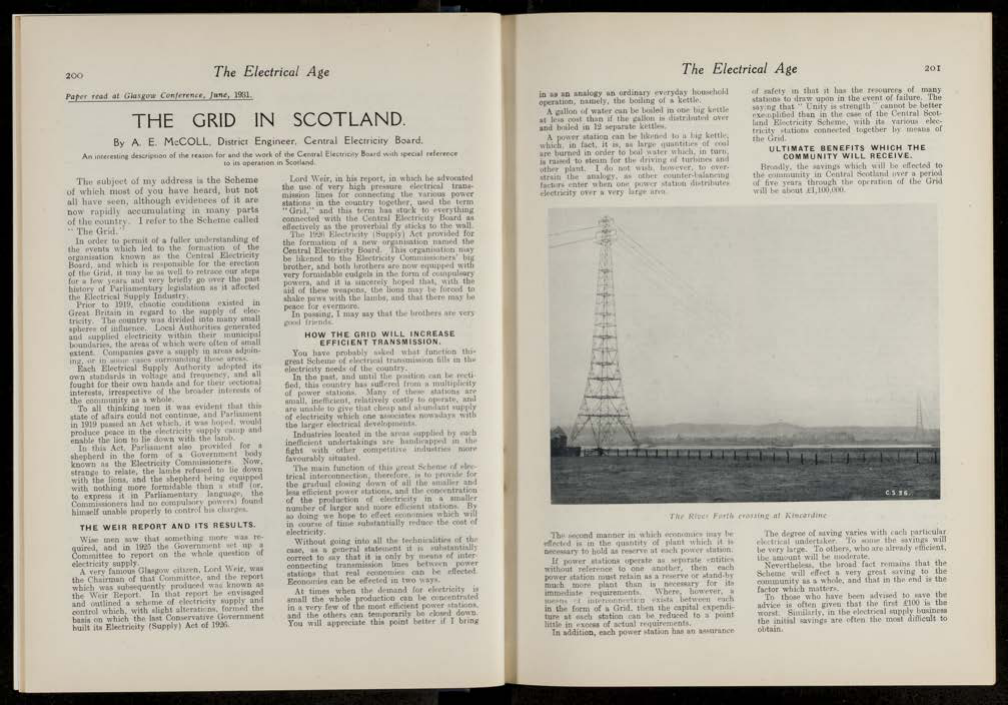 200
The Electrical Age
Paper read at Glasgow Conference, June, 1931.
THE GRID IN SCOTLAND.
By A. E. McCOLL, District Engineer, Central Electricity Board.
An interesting description of the reason for and the work of the Central Electricity Board with special reference
to its operation in Scotland.
The subject of my address is the Scheme
of which most of you have heard, but not
all have seen, although evidences of it are
now rapidly accumulating in many parts
of the country. I refer to the Scheme called
" The Grid."
In order to permit of a fuller understanding of
the events which led to the formation of the
organisation known as the Central Electricity
Board, and which is responsible for the erection
of the Grid, it may be as well to retrace our steps
for a few years and very briefly go over the past
history of Parliamentary legislation as it affected
the Electrical Supply Industry.
Prior to 1919, chaotic conditions existed in
Great Britain in regard to the supply of elec-
tricity. The country was divided into many small
spheres of influence. Local Authorities generated
and supplied electricity within their municipal
boundaries, the areas of which were often of small
extent. Companies gave a supply in areas adjoin-
ing, or in some cases surrounding these areas.
Each Electrical Supply Authority adopted its
own standards in voltage and frequency, and all
fought for their own hands and for their sectional
interests, irrespective of the broader interests of
the community as a whole.
To all thinking men it was evident that this
state of affairs could not continue, and Parliament
in 1919 passed an Act which, it was hoped, would
produce peace in the electricity supply camp and
enable the lion to lie down with the lamb.
In this Act, Parliament also provided for a
shepherd in the form of a Government body
known as the Electricity Commissioners. Now,
strange to relate, the lambs refused to lie down
with the lions, and the shepherd being equipped
with nothing more formidable than a staff (or,
to express it in Parliamentary language, the
Commissioners had no compulsory powers) found
himself unable properly to control his charges.
THE WEIR REPORT AND ITS RESULTS.
Wise men saw that something more was re-
quired, and in 1925 the Government set up a
Committee to report on the whole question of
electricity supply.
A very famous Glasgow citizen, Lord Weir, was
the Chairman of that Committee, and the report
which was subsequently produced was known as
the Weir Report. In that report he envisaged
and outlined a scheme of electricity supply and
control which, with slight alterations, formed the
basis on which the last Conservative Government
built its Electricity (Supply) Act of 1926.
Lord Weir, in his report, in which he advocated
the use of very high pressure electrical trans-
mission lines for connecting the various power
stations in the country together, used the term
" Grid," and this term has stuck to everything
connected with the Central Electricity Board as
effectively as the proverbial fly sticks to the wall.
The 1926 Electricity (Supply) Act provided for
the formation of a new organisation named the
Central Electricity Board. This organisation may
be likened to the Electricity Commissioners' big
brother, and both brothers are now equipped with
very formidable cudgels in the form of compulsory
powers, and it is sincerely hoped that, with the
aid of these weapons, the lions may be forced to
shake paws with the lambs, and that there may be
peace for evermore.
In passing, I may say that the brothers are very
good friends.
HOW THE GRID WILL INCREASE
EFFICIENT TRANSMISSION.
You have probably asked what function this
great Scheme of electrical transmission fills in the
electricity needs of the country.
In the past, and until the position can be recti-
fied, this country has suffered from a multiplicity
of power stations. Many of these stations are
small, inefficient, relatively costly to operate, and
are unable to give that cheap and abundant supply
of electricity which one associates nowadays with
the larger electrical developments.
Industries located in the areas supplied by such
inefficient undertakings are handicapped in the
fight with other competitive industries more
favourably situated.
The main function of this great Scheme of elec-
trical interconnection, therefore, is to provide for
the gradual closing down of all the smaller and
less efficient power stations, and the concentration
of the production of electricity in a smaller
number of larger and more efficient stations. By
so doing we hope to effect economies which will
in course of time substantially reduce the cost of
electricity.
Without going into all the technicalities of the
case, as a general statement it is substantially
correct to say that it is only by means of inter-
connecting transmission lines between power
stations that real economies can be effected.
Economies can be effected in two ways.
At times when the demand for electricity is
small the whole production can be concentrated
in a very few of the most efficient power stations,
and the others can temporarily be closed down.
You will appreciate this point better if I bring
The Electrical Age
201
in as an analogy an ordinary everyday household
operation, namely, the boiling of a kettle.
A gallon of water can be boiled in one big kettle
at less cost than if the gallon is distributed over
and boiled in 12 separate kettles.
A power station can be likened to a big kettle,
which, in fact, it is, as large quantities of coal
are burned in order to boil water which, in turn,
is raised to steam for the driving of turbines and
other plant. I do not wish, however, to over-
strain the analogy, as other counter-balancing
factors enter when one power station distributes
electricity over a very large area.
of safety in that it has the resources of many
stations to draw upon in the event of failure. The
saying that " Unity is strength " cannot be better
exemplified than in the case of the Central Scot-
land Electricity Scheme, with its various elec-
tricity stations connected together by means of
the Grid.
ULTIMATE BENEFITS WHICH THE
COMMUNITY WILL RECEIVE.
Broadly, the savings which will be effected to
the community in Central Scotland over a period
of five years through the operation of the Grid
will be about £1,100,000.
C.3.36.
The River Forth crossing at Kincardine
The second manner in which economies may be
effected is in the quantity of plant which it is
necessary to hold as reserve at each power station.
If power stations operate as separate entities
without reference to one another, then each
power station must retain as a reserve or stand-by
much more plant than is necessary for its
immediate requirements. Where, however, a
means of interconnection exists between each
in the form of a Grid, then the capital expendi-
ture at each station can be reduced to a point
little in excess of actual requirements.
In addition, each power station has an assurance
The degree of saving varies with each particular
electrical undertaker. To some the savings will
be very large. To others, who are already efficient,
the amount will be moderate.
Nevertheless, the broad fact remains that the
Scheme will effect a very great saving to the
community as a whole, and that in the end is the
factor which matters.
To those who have been advised to save the
advice is often given that the first £100 is the
worst. Similarly, in the electrical supply business
the initial savings are often the most difficult to
obtain.